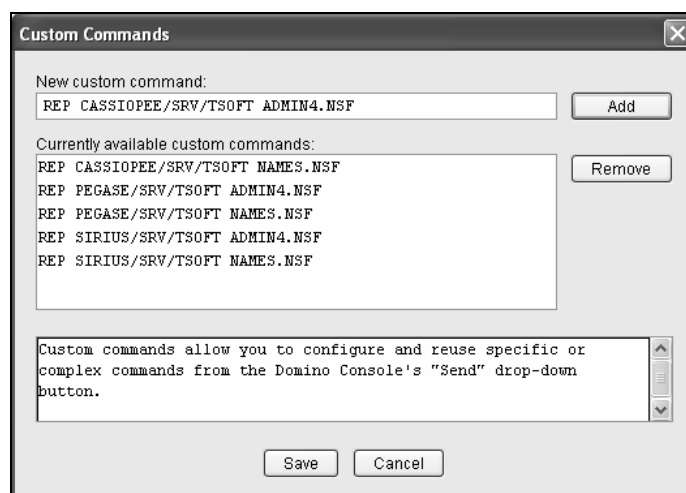 Custom Commands
New custom command:
REP CASSIOPEE/SRV/TSOFT ADMIN4.NSF
Add
Currently available custom commands:
REP CASSIOPEE/SRV/TSOFT NAMES.NSF
REP PEGASE/SRV/TSOFT ADMIN4.NSF
REP PEGASE/SRV/TSOFT NAMES.NSF
REP SIRIUS/SRV/TSOFT ADMIN4.NSF
REP SIRIUS/SRV/TSOFT NAMES.NSF
Remove
Custom commands allow you to configure and reuse specific or
complex commands from the Domino Console's "Send" drop-down
button.
Save
Cancel